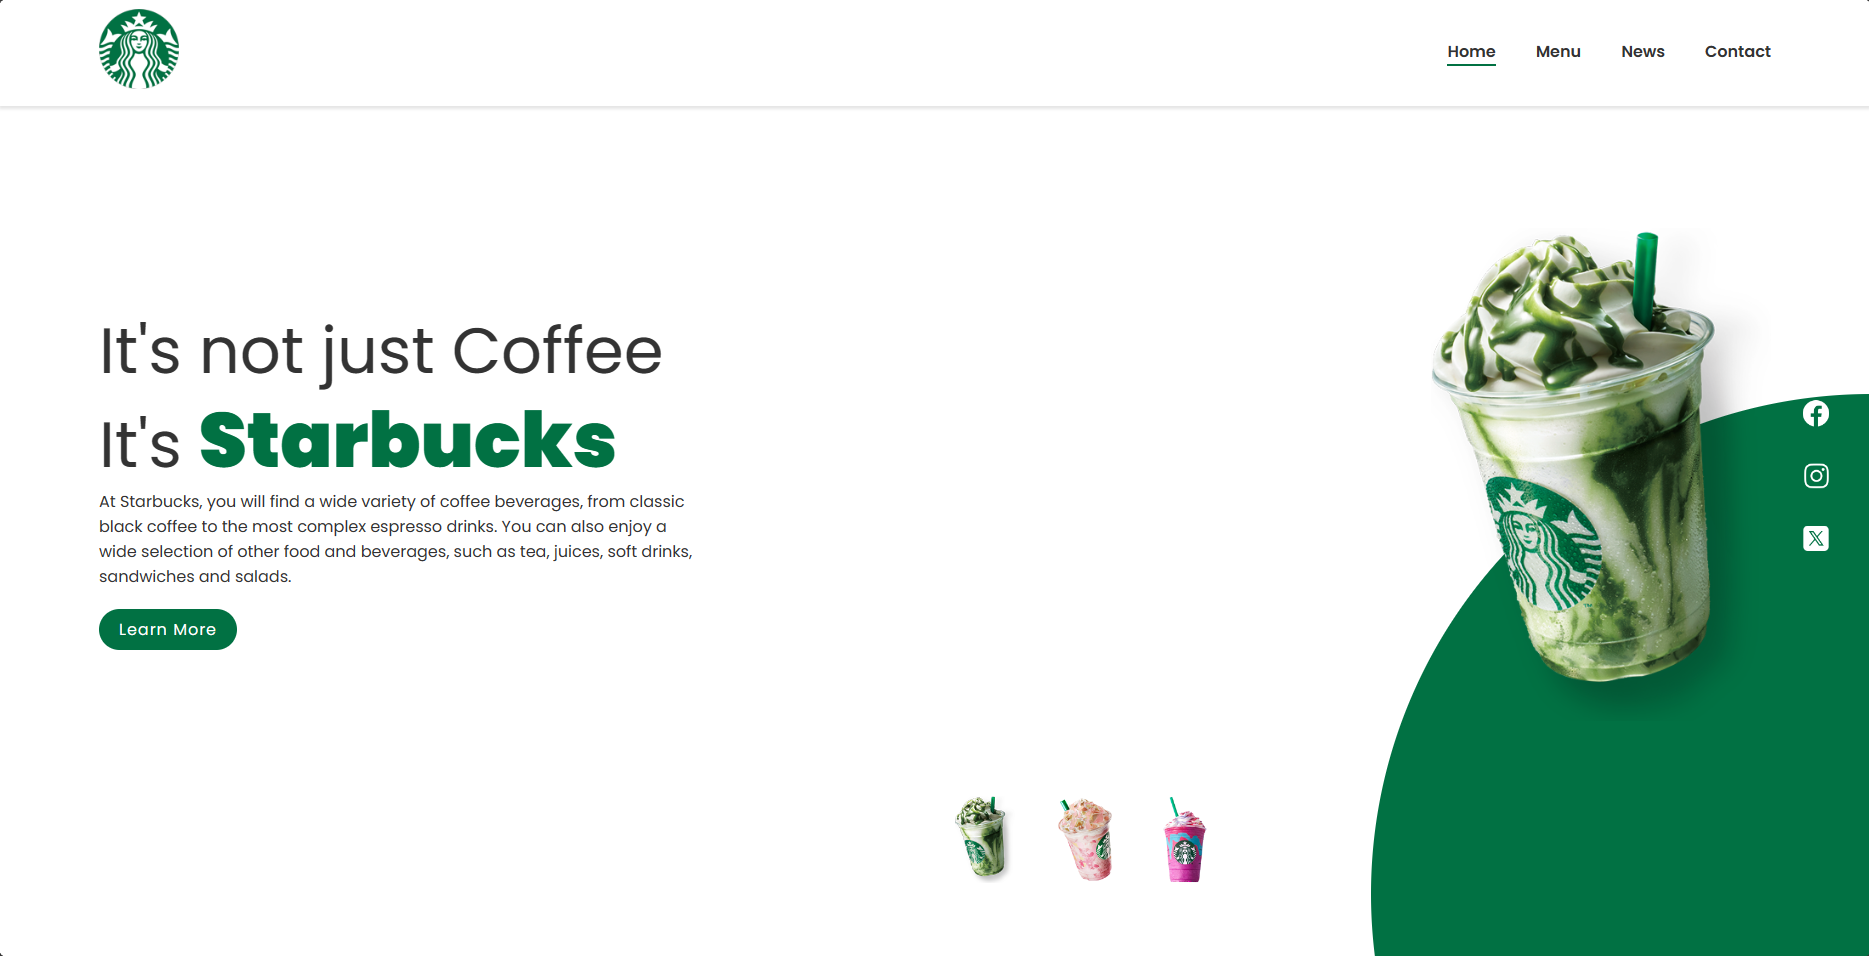 Home Menu News Contact
It's not just Coffee
It's Starbucks
At Starbucks, you will find a wide variety of coffee beverages, from classic
black coffee to the most complex espresso drinks. You can also enjoy a
wide selection of other food and beverages, such as tea, juices, soft drinks,
sandwiches and salads.
Learn More
TM